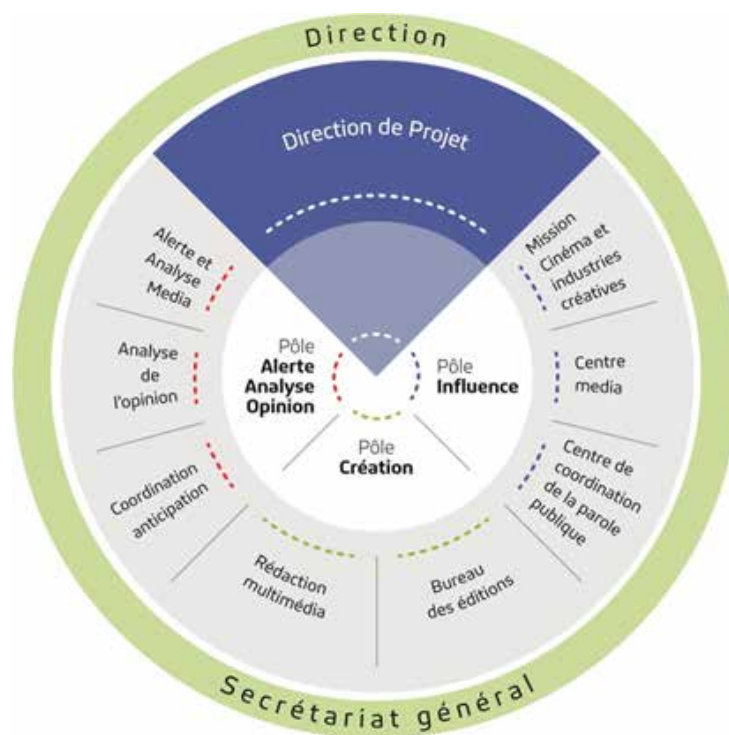 Direction
Direction de Projet
Alerte et
Analyse
Media
Mission
Cinéma et
industries
créatives
Analyse
de
l'opinion
Pôle
Alerte
Analyse
Opinion
Pôle
Influence
Centre
media
Pôle
Création
Coordination
anticipation
Centre de
coordination
de la parole
publique
Rédaction
multimédia
Bureau
des éditions
Secrétariat général